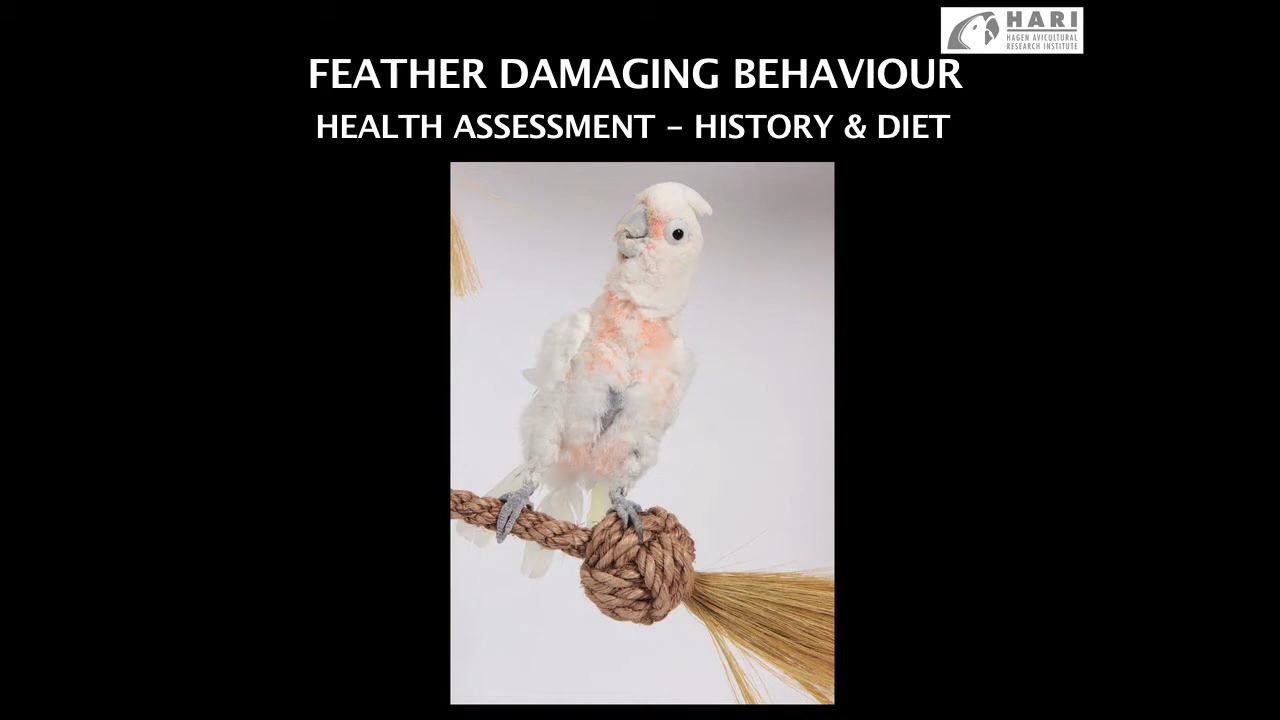 HARI
HAGEN AVICULTURAL
RESEARCH INSTITUTE
FEATHER DAMAGING BEHAVIOUR
HEALTH ASSESSMENT – HISTORY & DIET